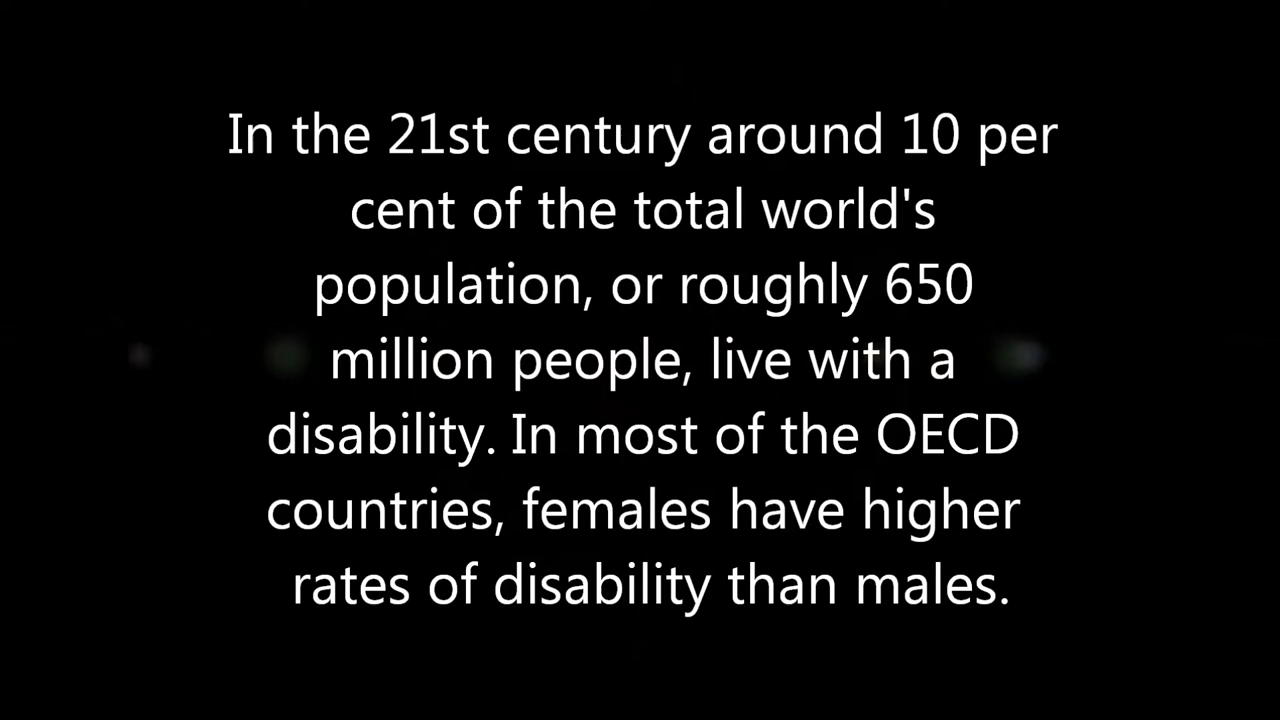 In the 21st century around 10 per
cent of the total world's
population, or roughly 650
million people, live with a
disability. In most of the OECD
countries, females have higher
rates of disability than males.